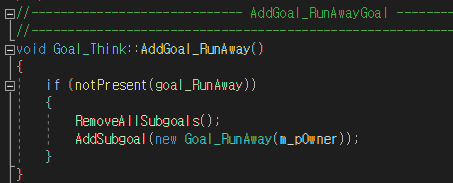 //---------------------------- AddGoal_RunAwayGoal --------
//---------------------------------------------------------
void Goal_Think::AddGoal_RunAway()
{
if (notPresent(goal_RunAway))
{
RemoveAllSubgoals();
AddSubgoal(new Goal_RunAway(m_pOwner));
}
}